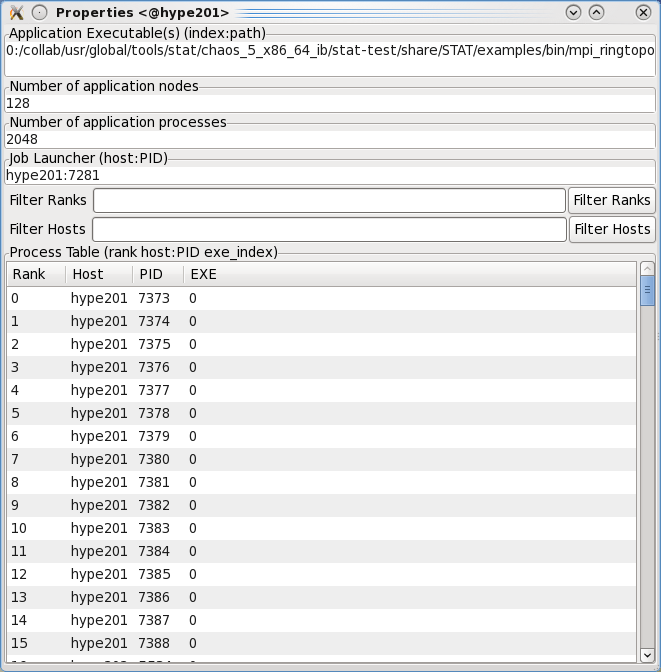 Properties <@hype201>
Application Executable(s) (index:path)
0:/collab/usr/global/tools/stat/chaos_5_x86_64_ib/stat-test/share/STAT/examples/bin/mpi_ringtopo
Number of application nodes
128
Number of application processes
2048
Job Launcher (host:PID)
hype201:7281
Filter Ranks Filter Ranks
Filter Hosts Filter Hosts
Process Table (rank host:PID exe_index)
Rank Host PID EXE
0 hype201 7373 0
1 hype201 7374 0
2 hype201 7375 0
3 hype201 7376 0
4 hype201 7377 0
5 hype201 7378 0
6 hype201 7379 0
7 hype201 7380 0
8 hype201 7381 0
9 hype201 7382 0
10 hype201 7383 0
11 hype201 7384 0
12 hype201 7385 0
13 hype201 7386 0
14 hype201 7387 0
15 hype201 7388 0